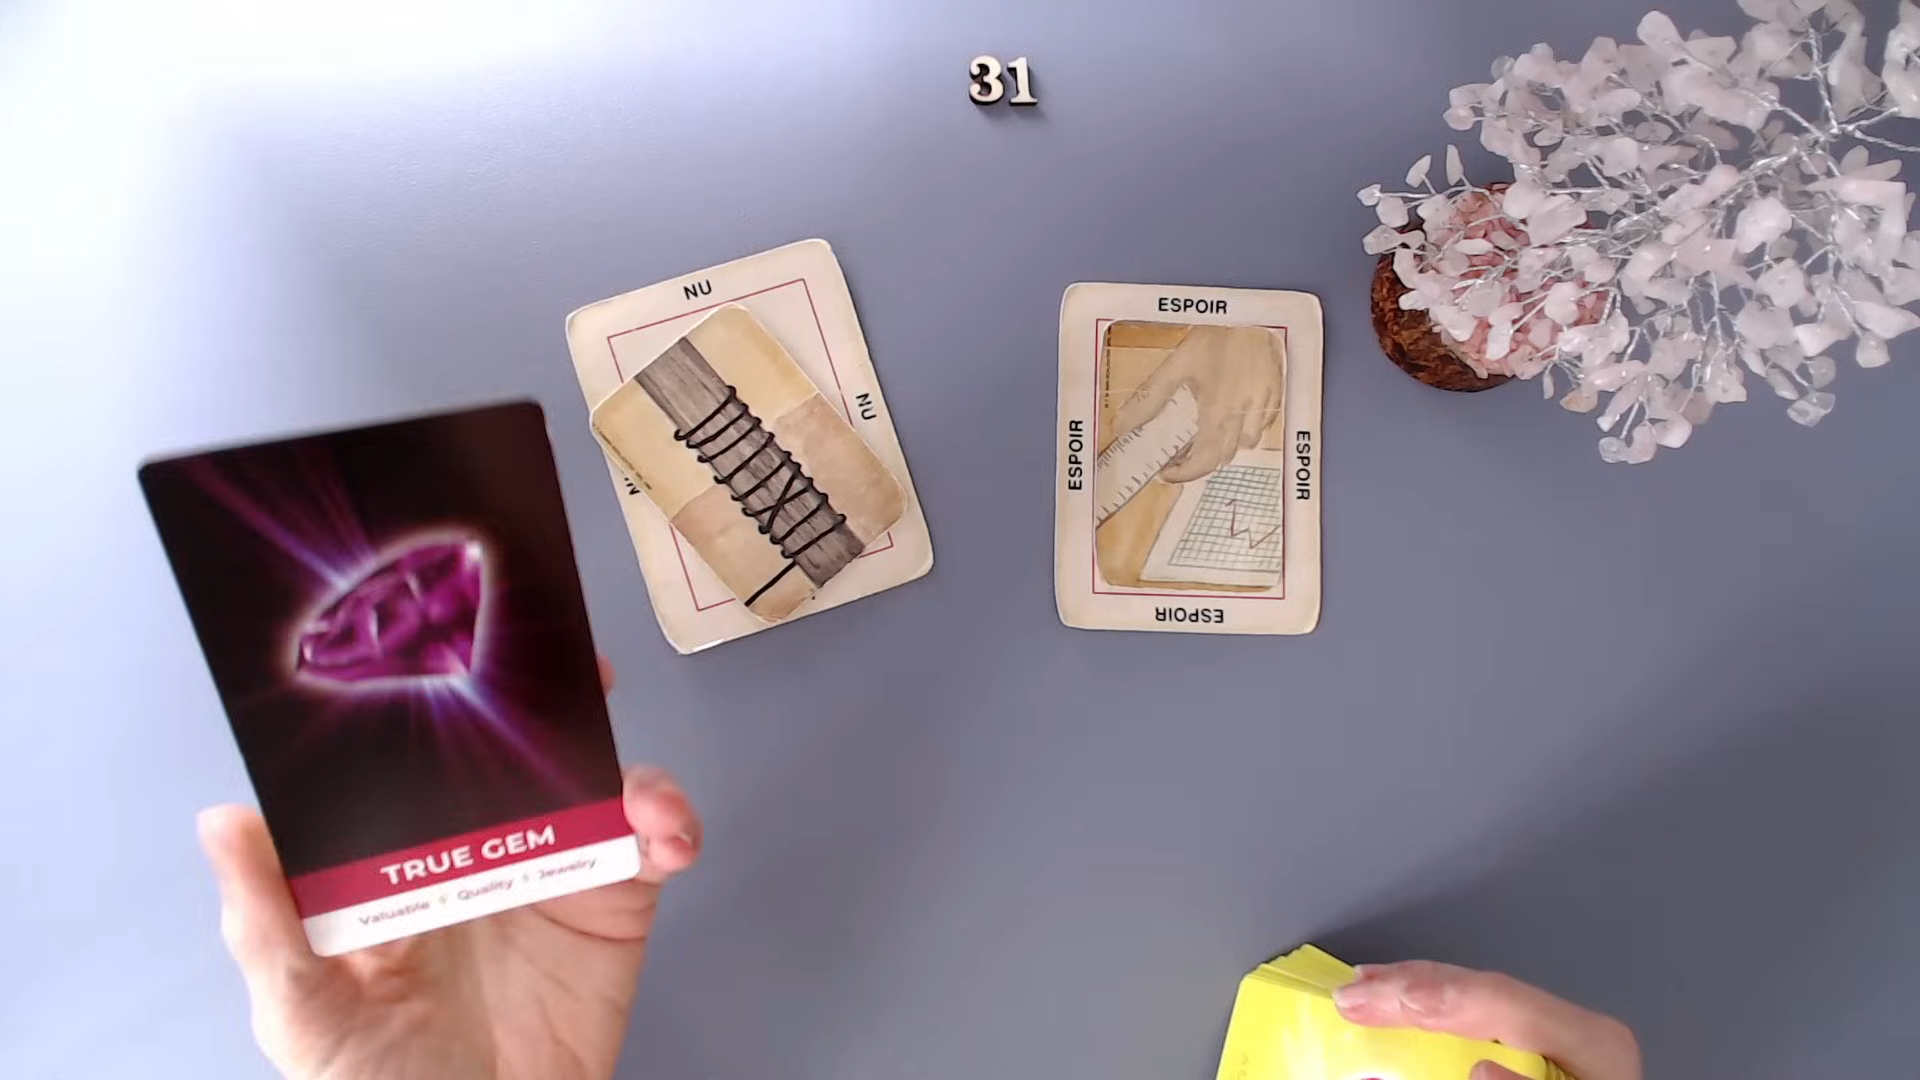 31
NU
NU
ESPOIR
ESPOIR
ESPOIR
ESPOIR
TRUE GEM
Valuable Quality Jewelry